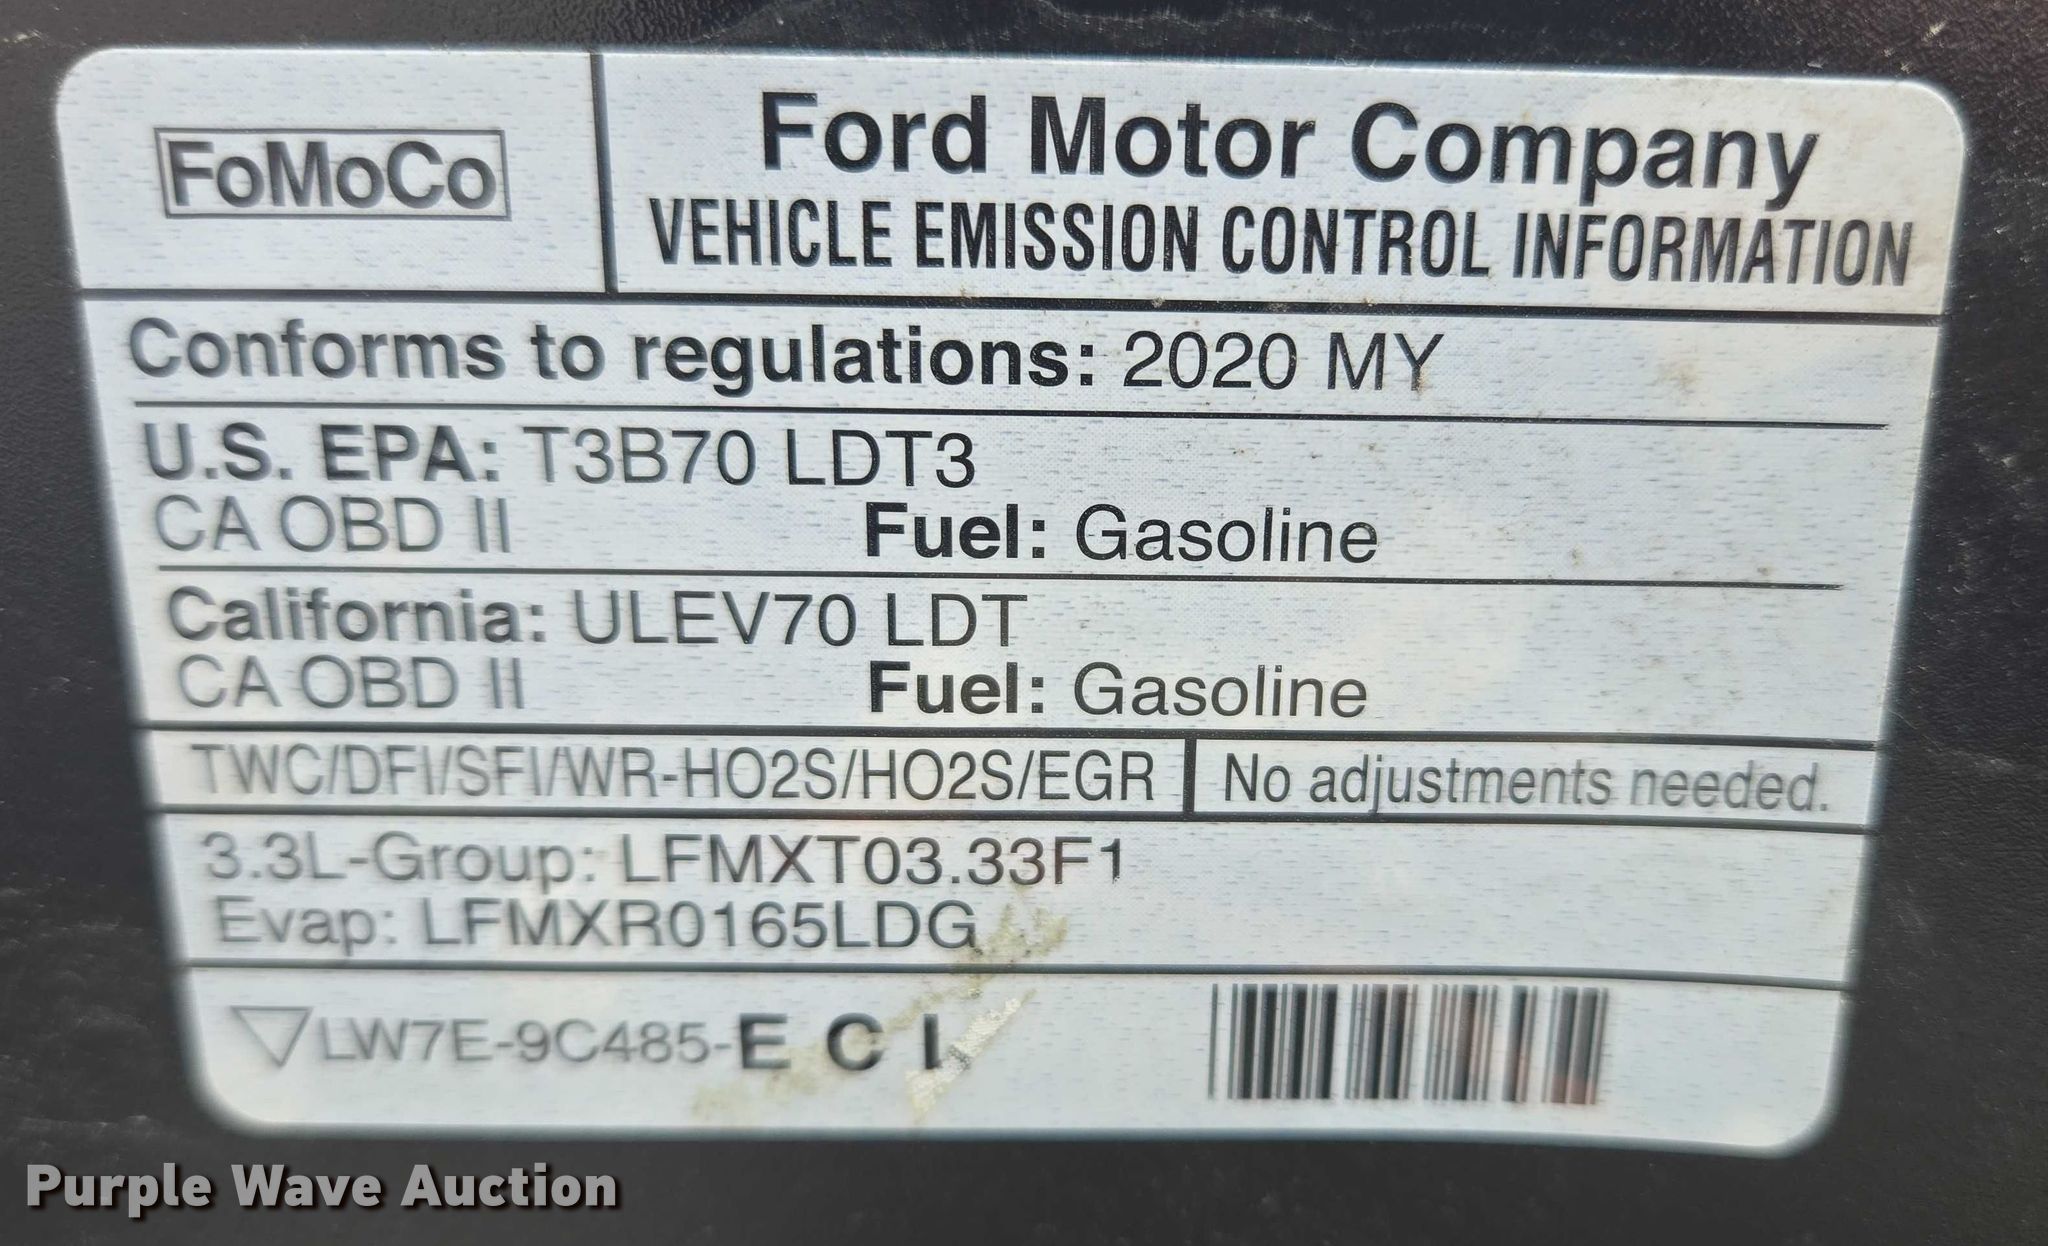 FoMoCo
Ford Motor Company
VEHICLE EMISSION CONTROL INFORMATION
Conforms to regulations: 2020 MY
U.S. EPA: T3B70 LDT3
CA OBD II Fuel: Gasoline
California: ULEV70 LDT
CA OBD II Fuel: Gasoline
TWC/DFI/SFI/WR-HO2S/HO2S/EGR No adjustments needed.
3.3L-Group: LFMXT03.33F1
Evap: LFMXR0165LDG
LW7E-9C485-E C
Purple Wave Auction